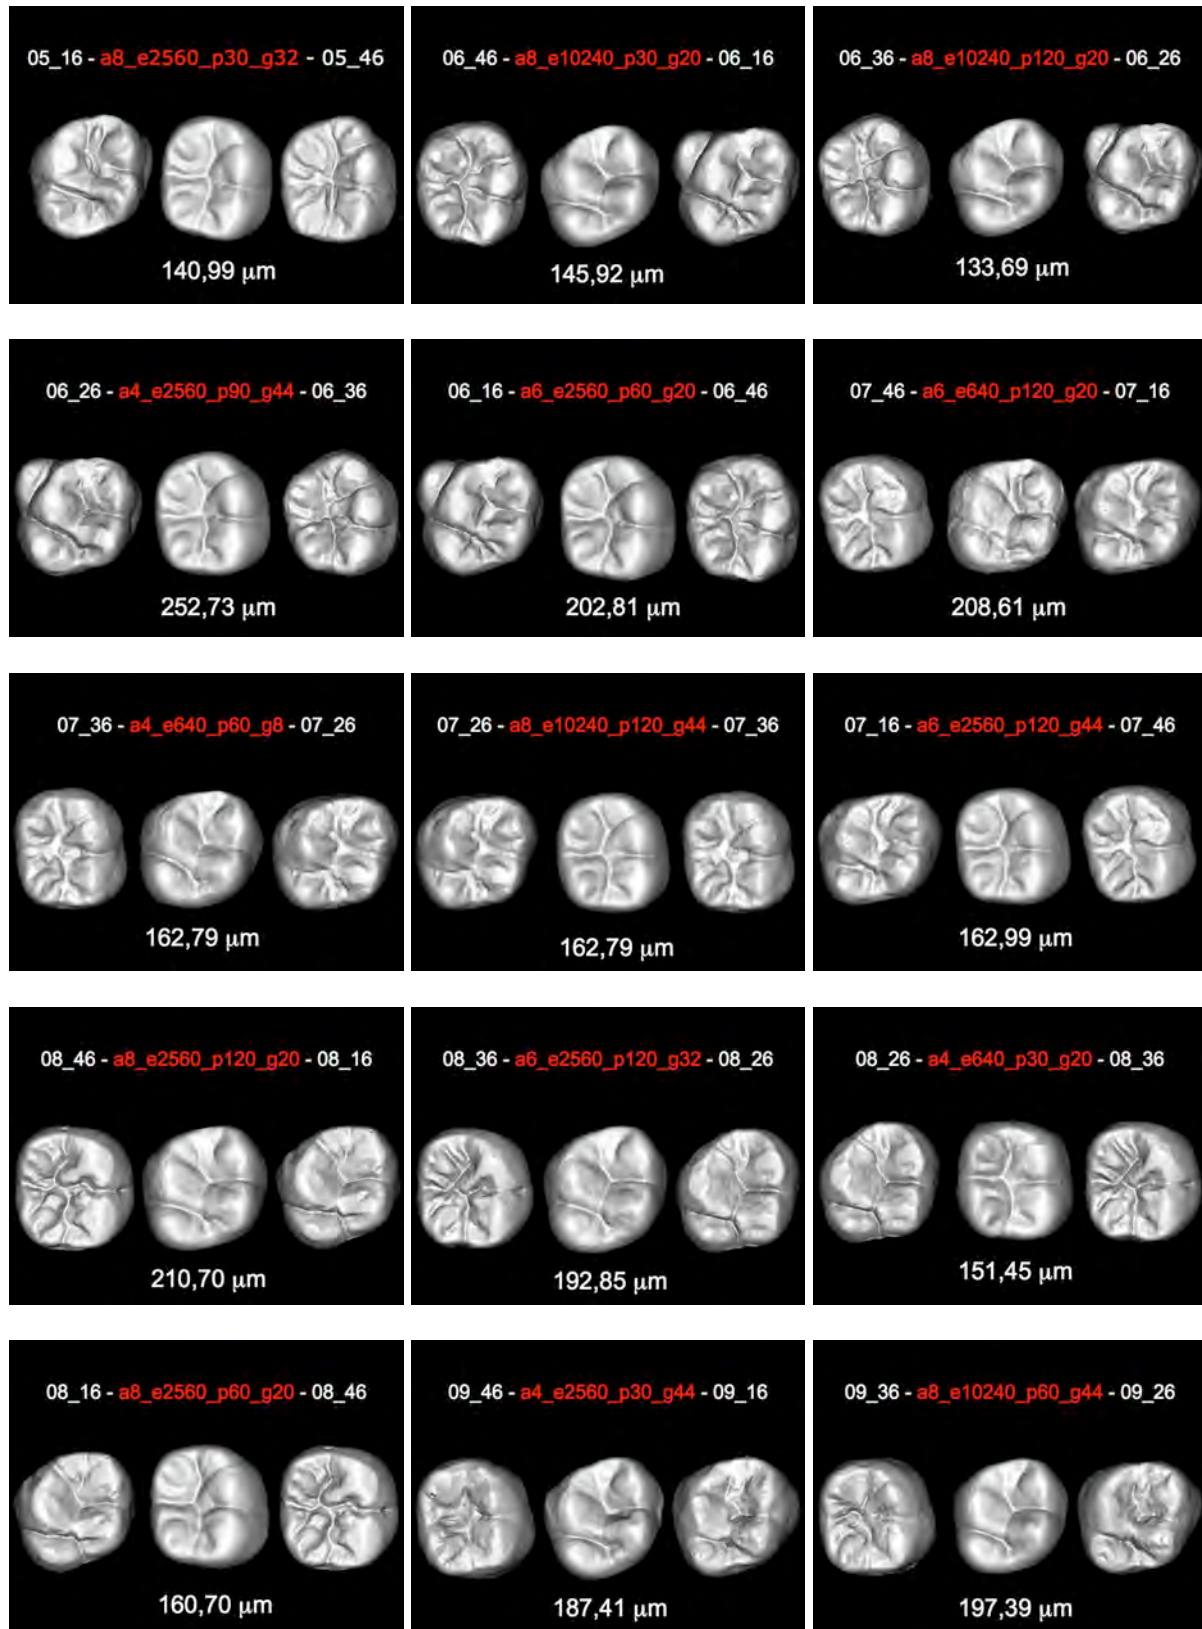 05_16 - a8_e2560_p30_g32 - 05_46
140,99 µm
06_46 - a8_e10240_p30_g20 - 06_16
145,92 µm
06_36 - a8_e10240_p120_g20 - 06_26
133,69 µm
06_26 - a4_e2560_p90_g44 - 06_36
252,73 µm
06_16 - a6_e2560_p60_g20 - 06_46
202,81 µm
07_46 - a6_e640_p120_g20 - 07_16
208,61 µm
07_36 - a4_e640_p60_g8 - 07_26
162,79 µm
07_26 - a8_e10240_p120_g44 - 07_36
162,79 µm
07_16 - a6_e2560_p120_g44 - 07_46
162,99 µm
08_46 - a8_e2560_p120_g20 - 08_16
210,70 µm
08_36 - a6_e2560_p120_g32 - 08_26
192,85 µm
08_26 - a4_e640_p30_g20 - 08_36
151,45 µm
08_16 - a8_e2560_p60_g20 - 08_46
160,70 µm
09_46 - a4_e2560_p30_g44 - 09_16
187,41 µm
09_36 - a8_e10240_p60_g44 - 09_26
197,39 µm